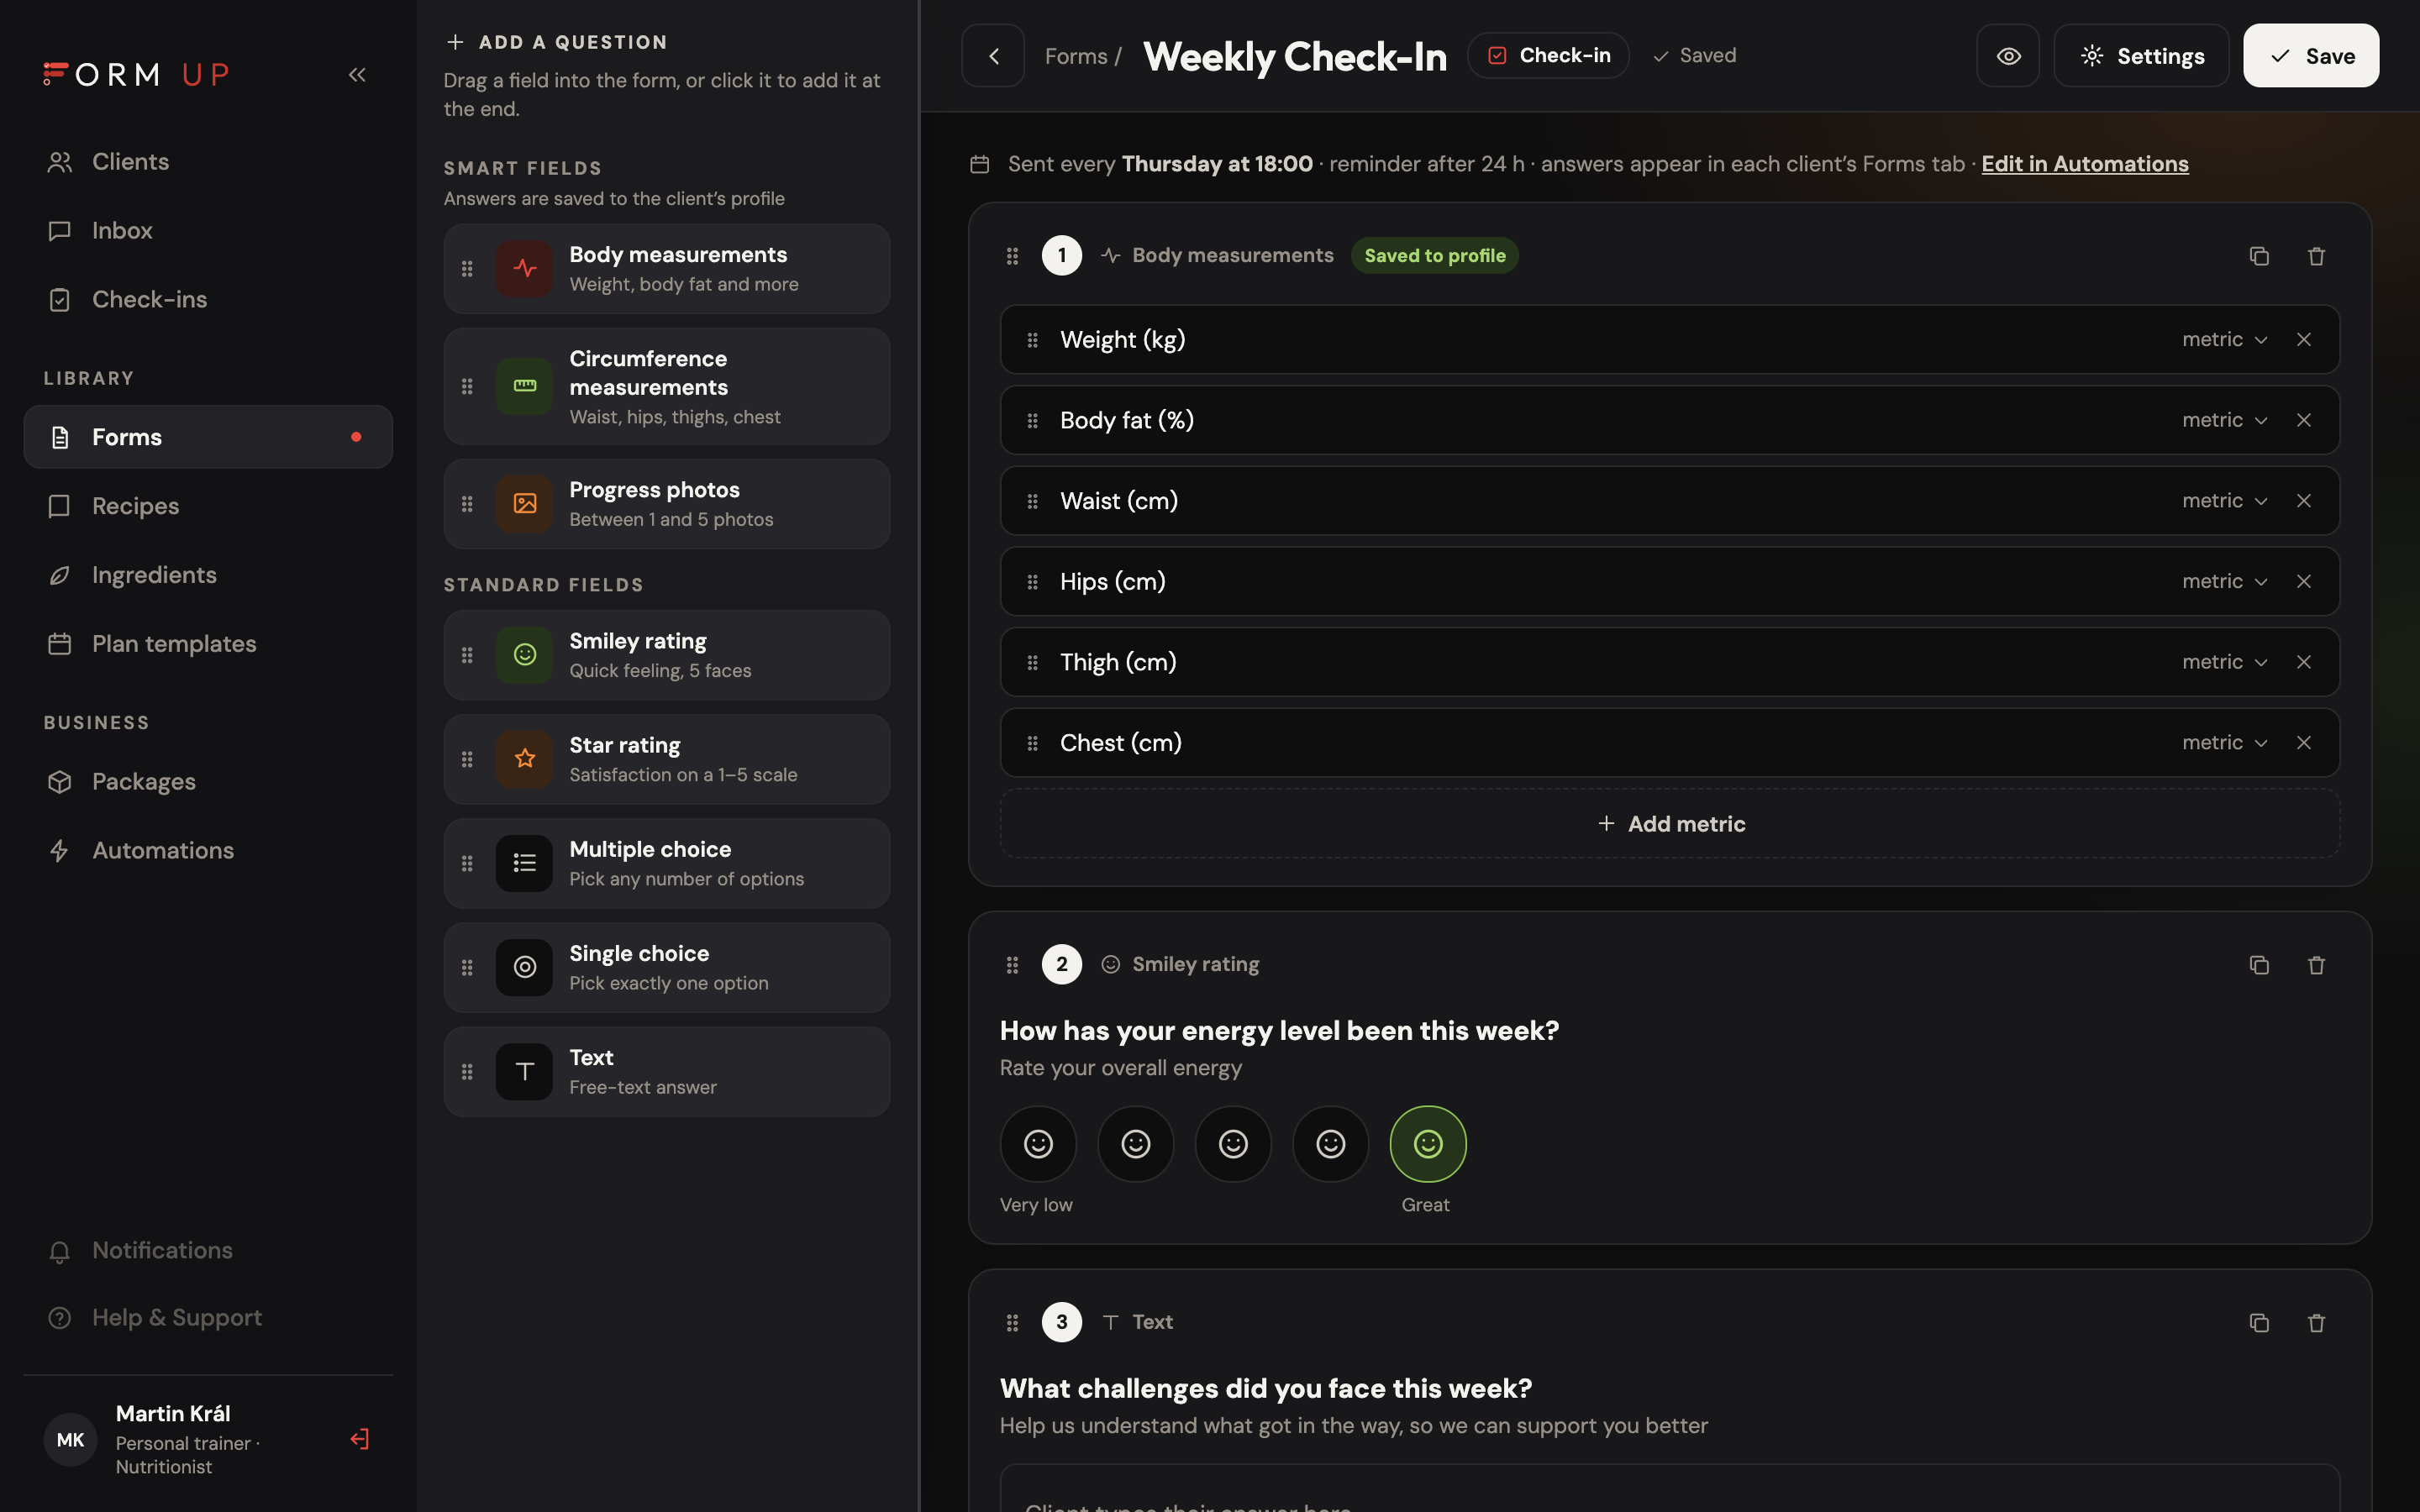 FORM UP
Clients
Inbox
Check-ins
LIBRARY
Forms
Recipes
Ingredients
Plan templates
BUSINESS
Packages
Automations
Notifications
Help & Support
MK
Martin Král
Personal trainer ·
Nutritionist
ADD A QUESTION
Drag a field into the form, or click it to add it at
the end.
SMART FIELDS
Answers are saved to the client's profile
Body measurements
Weight, body fat and more
Circumference
measurements
Waist, hips, thighs, chest
Progress photos
Between 1 and 5 photos
STANDARD FIELDS
Smiley rating
Quick feeling, 5 faces
Star rating
Satisfaction on a 1–5 scale
Multiple choice
Pick any number of options
Single choice
Pick exactly one option
Text
Free-text answer
Forms / Weekly Check-In Check-in Saved
Settings
Save
Sent every Thursday at 18:00 · reminder after 24 h · answers appear in each client's Forms tab · Edit in Automations
1 Body measurements Saved to profile
Weight (kg) metric
Body fat (%) metric
Waist (cm) metric
Hips (cm) metric
Thigh (cm) metric
Chest (cm) metric
Add metric
2 Smiley rating
How has your energy level been this week?
Rate your overall energy
Very low Great
3 Text
What challenges did you face this week?
Help us understand what got in the way, so we can support you better
Client types their answer here